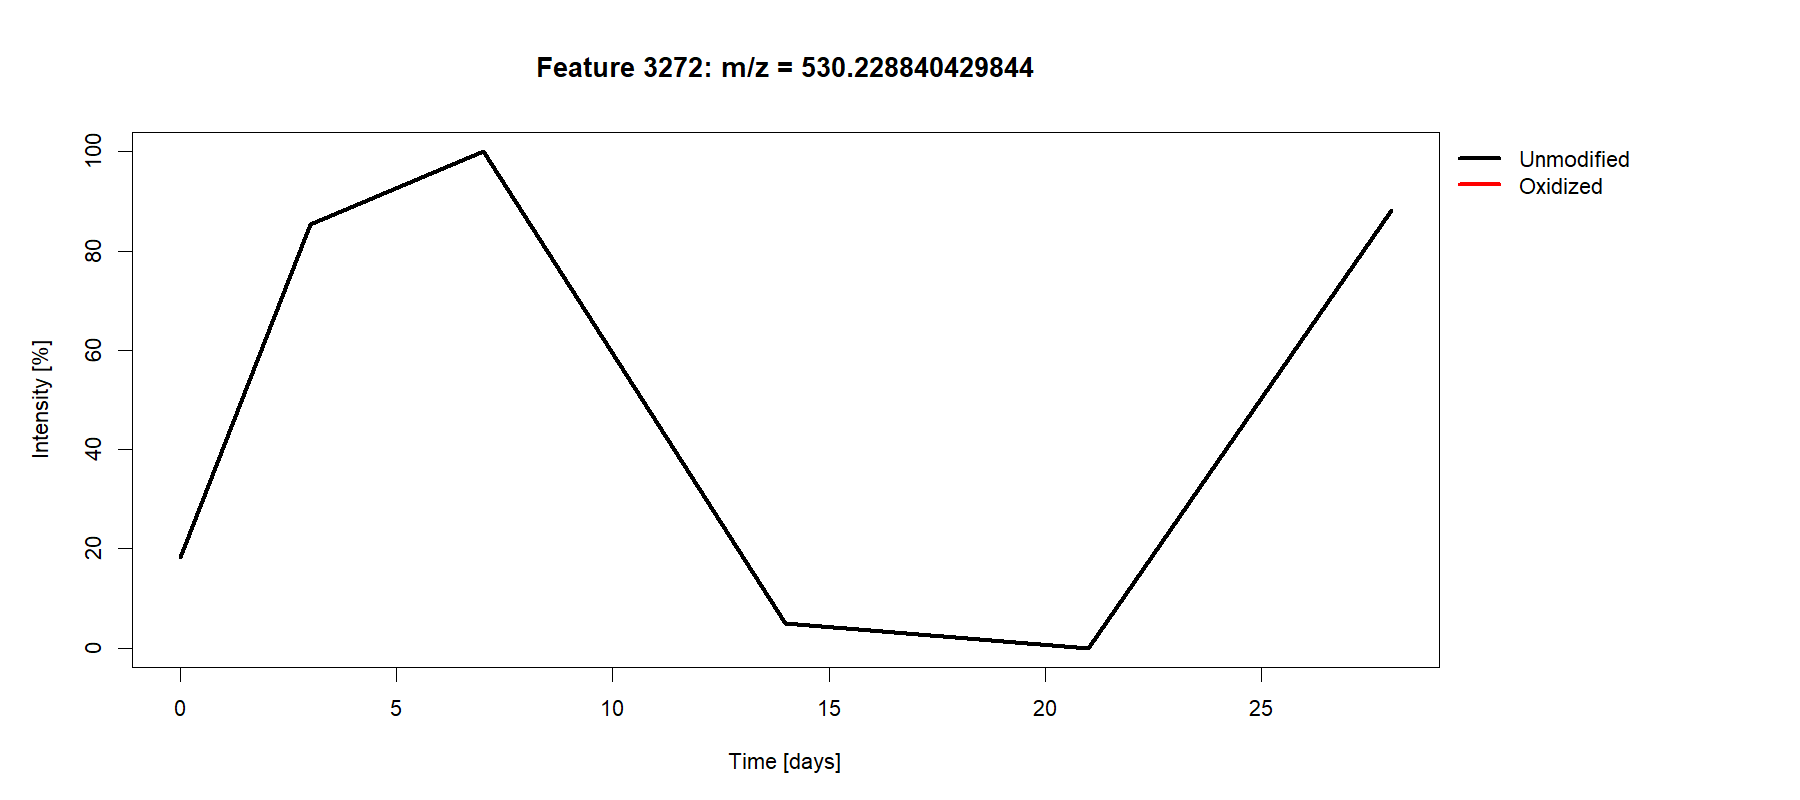 Feature 3272: m/z = 530.228840429844
Unmodified
Oxidized
100
80
60
40
20
0
Intensity [%]
0 5 10 15 20 25
Time [days]